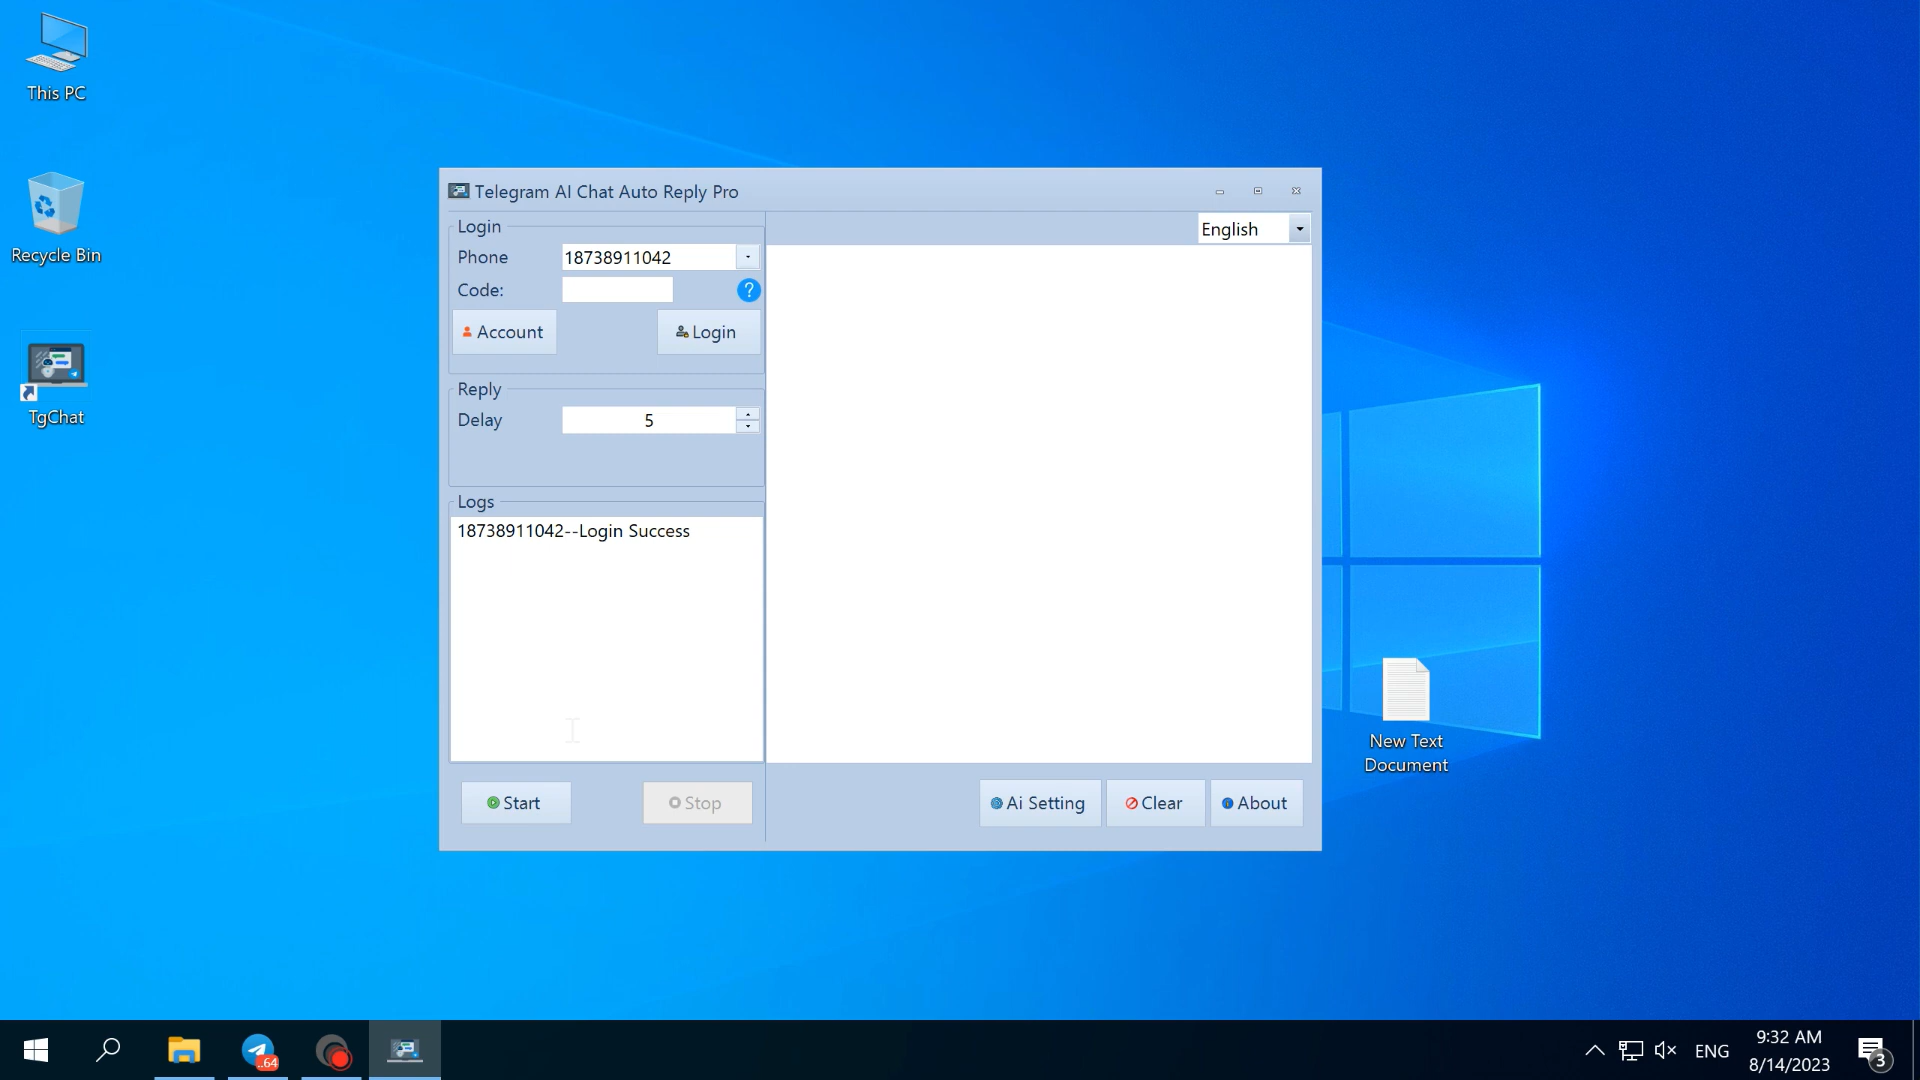 This PC
Recycle Bin
TgChat
Telegram AI Chat Auto Reply Pro
English
Login
Phone
18738911042
Code:
?
Account
Login
Reply
Delay
5
Logs
18738911042--Login Success
Start
Stop
Ai Setting
Clear
About
New Text
Document
..64
ENG
9:32 AM
8/14/2023
3